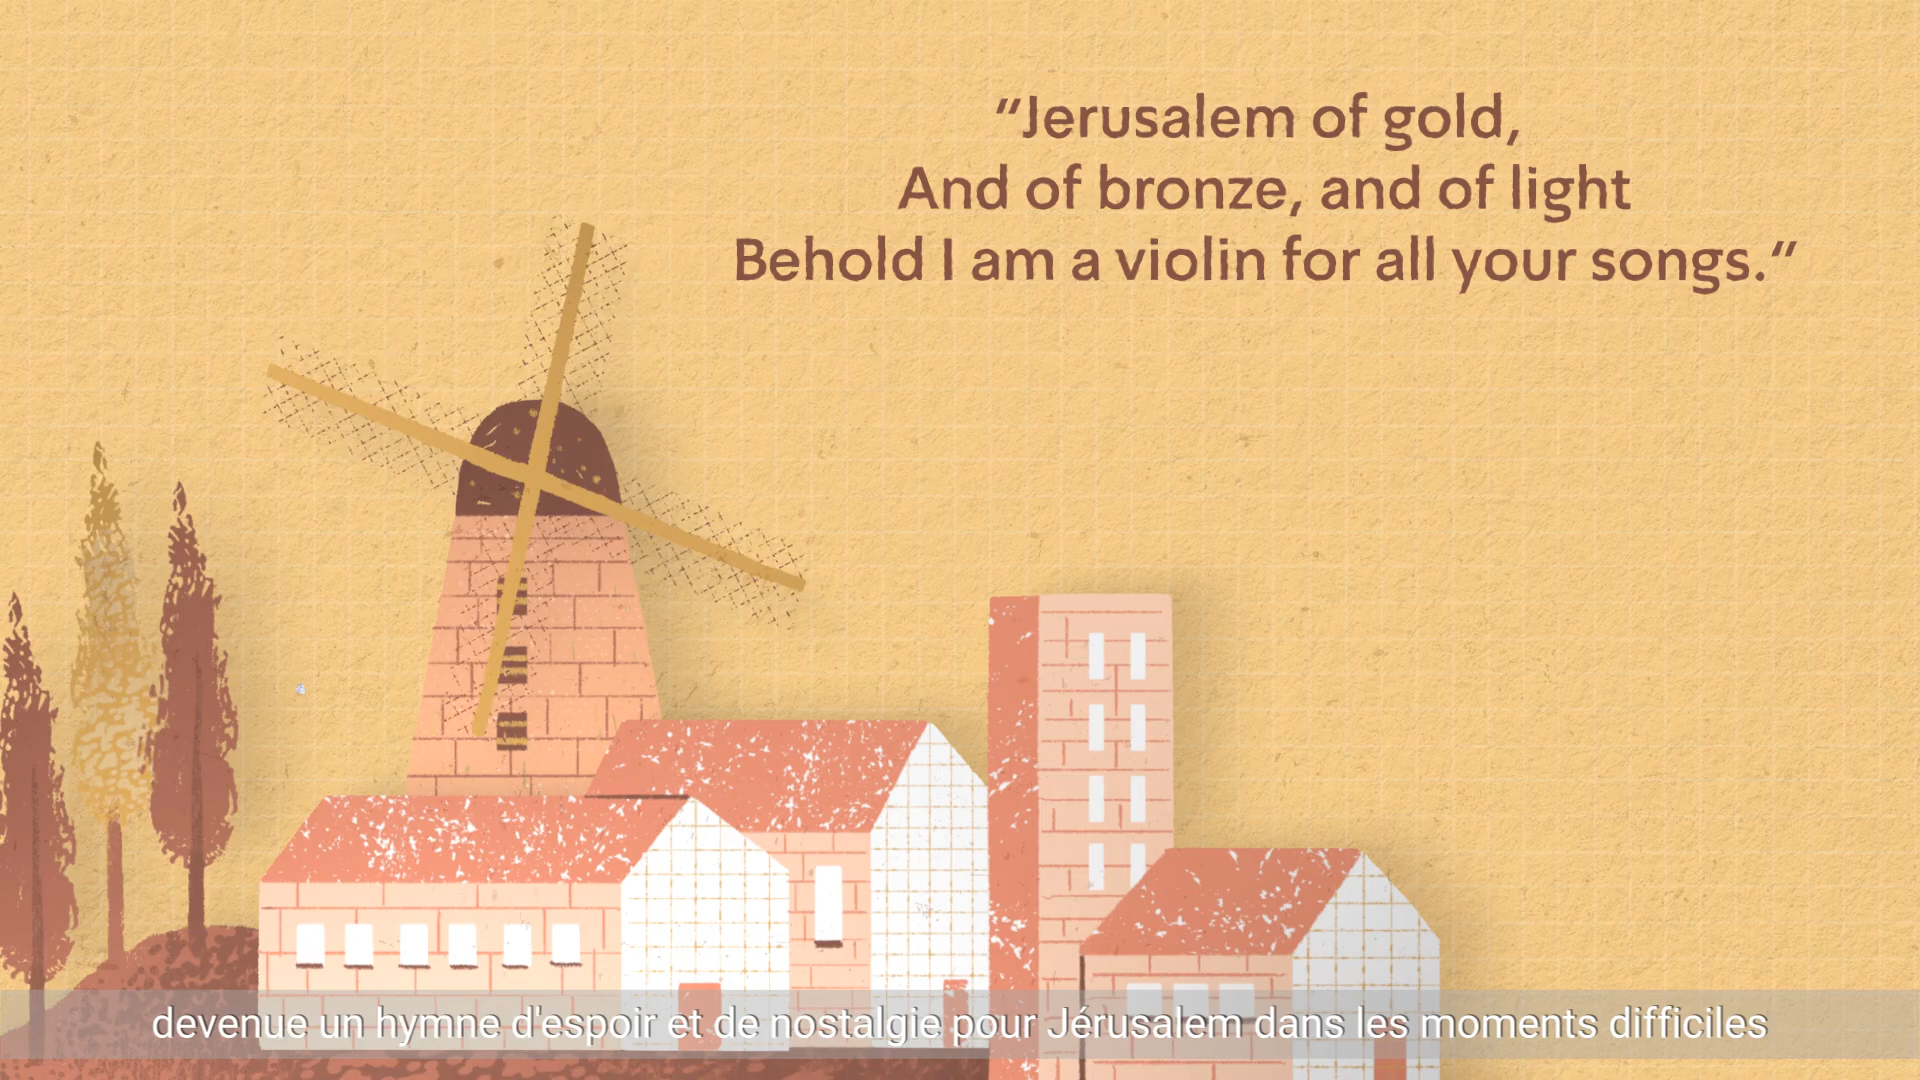 “Jerusalem of gold,
And of bronze, and of light
Behold I am a violin for all your songs.“
devenue un hymne d'espoir et de nostalgie pour Jérusalem dans les moments difficiles